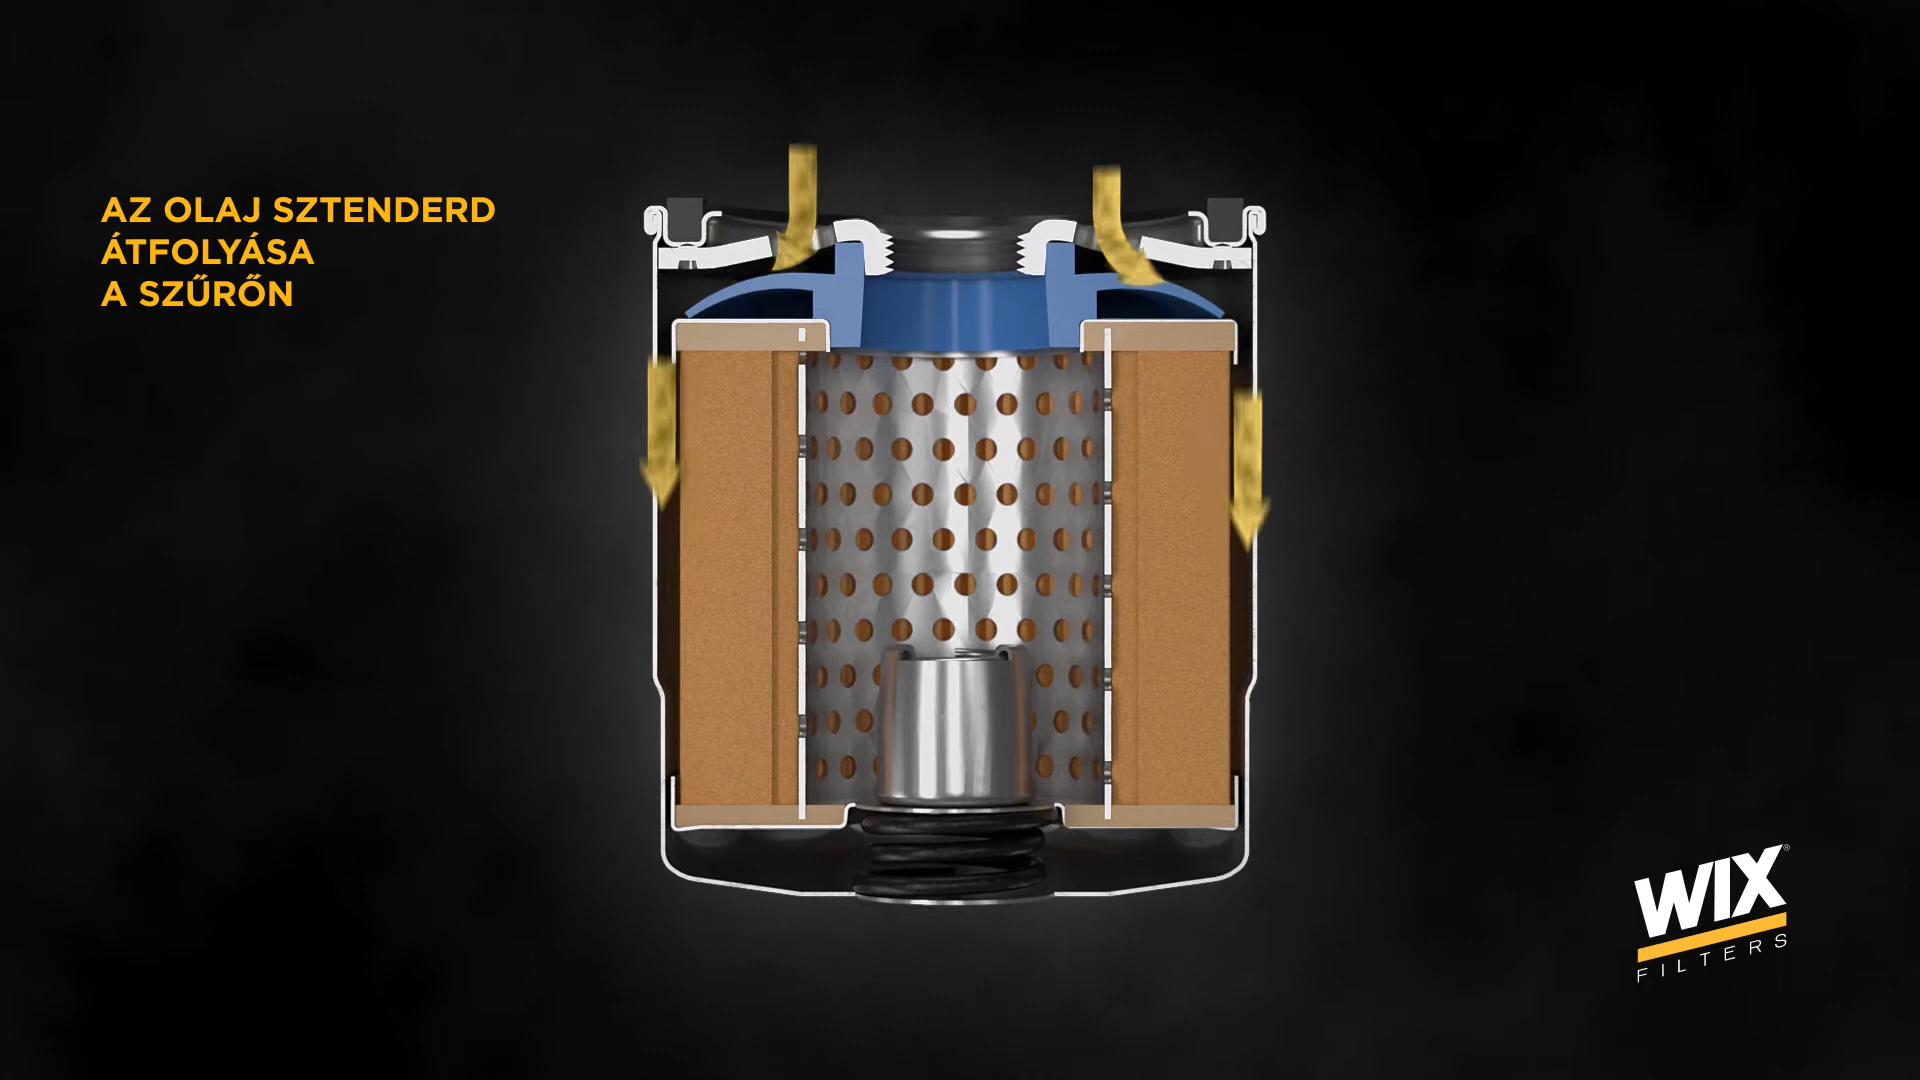 AZ OLAJ SZTENDERD
ÁTFOLYÁSA
A SZŰRŐN
WIX®
FILTERS